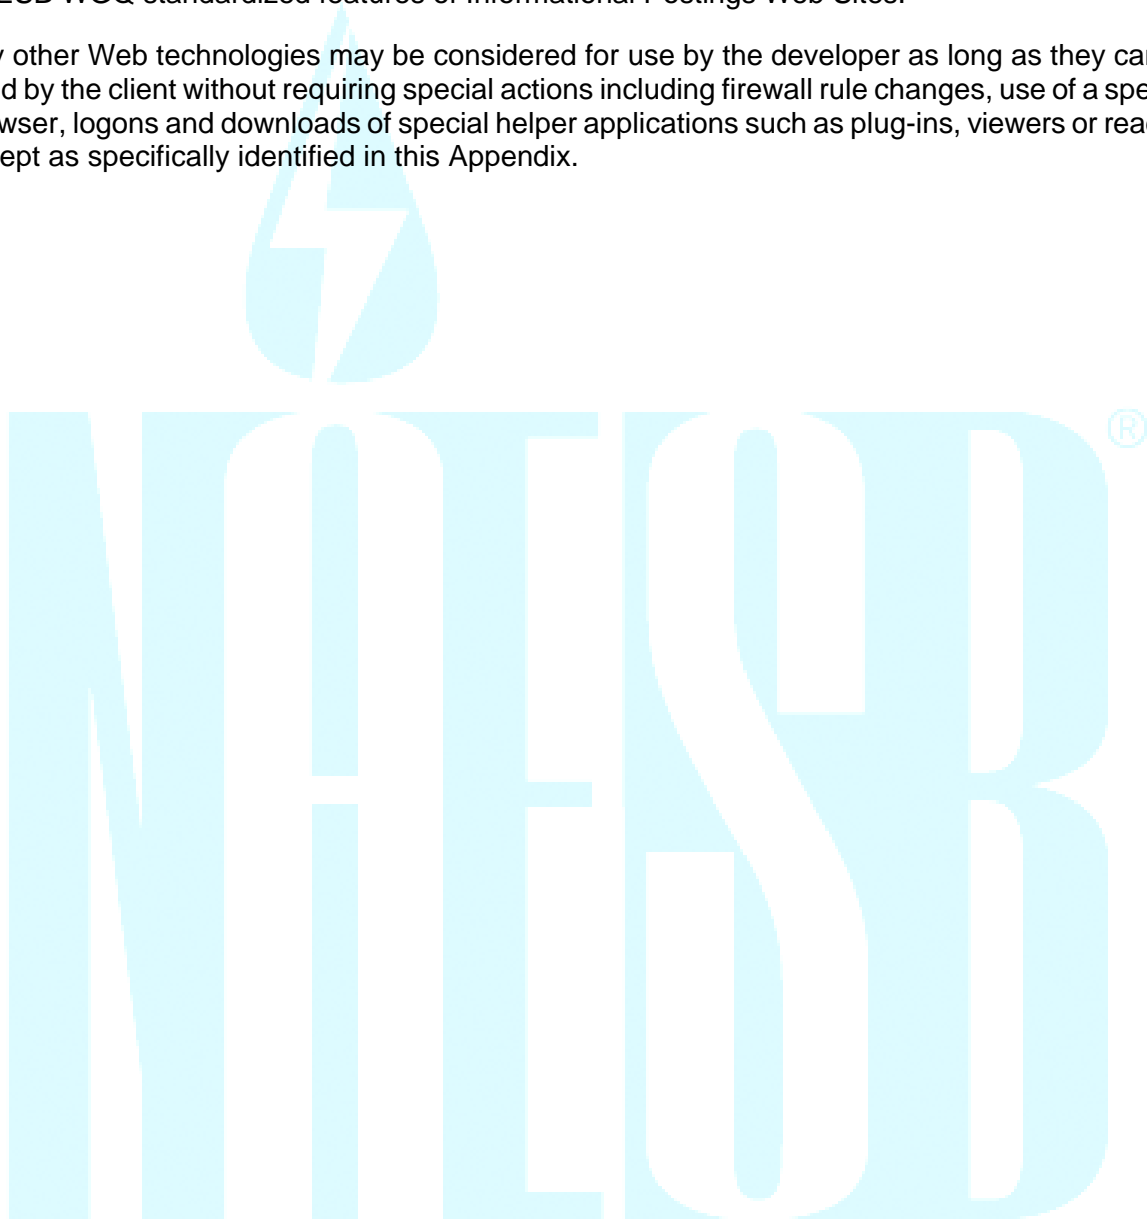 standardized features of Informational Postings Web Sites.
y other Web technologies may be considered for use by the developer as long as they can
d by the client without requiring special actions including firewall rule changes, use of a spe
wser, logons and downloads of special helper applications such as plug-ins, viewers or rea
ept as specifically identified in this Appendix.
NAESB
®